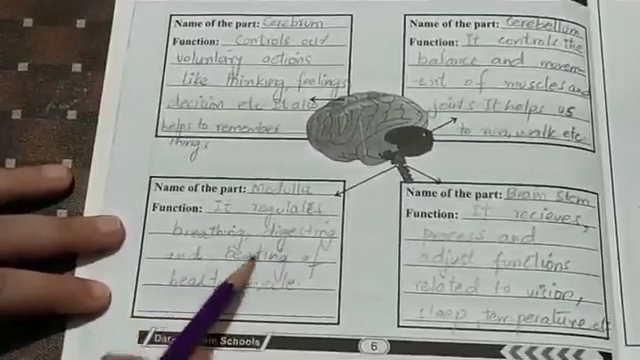 Name of the part: Cerebrum
Function: Controls our
voluntary actions
like thinking, feelings
decision etc
helps to remember
things
Name of the part: Cerebellum
Function: It controls the
balance and movem
ent of muscles and
joints It helps us
to run, walk etc.
Name of the part: Medulla
Function: It regulates
breathing digesting
and beating of
heart
Name of the part: Brain Stem
Function: It recieves,
process and
adjust functions
related to vision,
sleep, temperature, etc
Schools
6